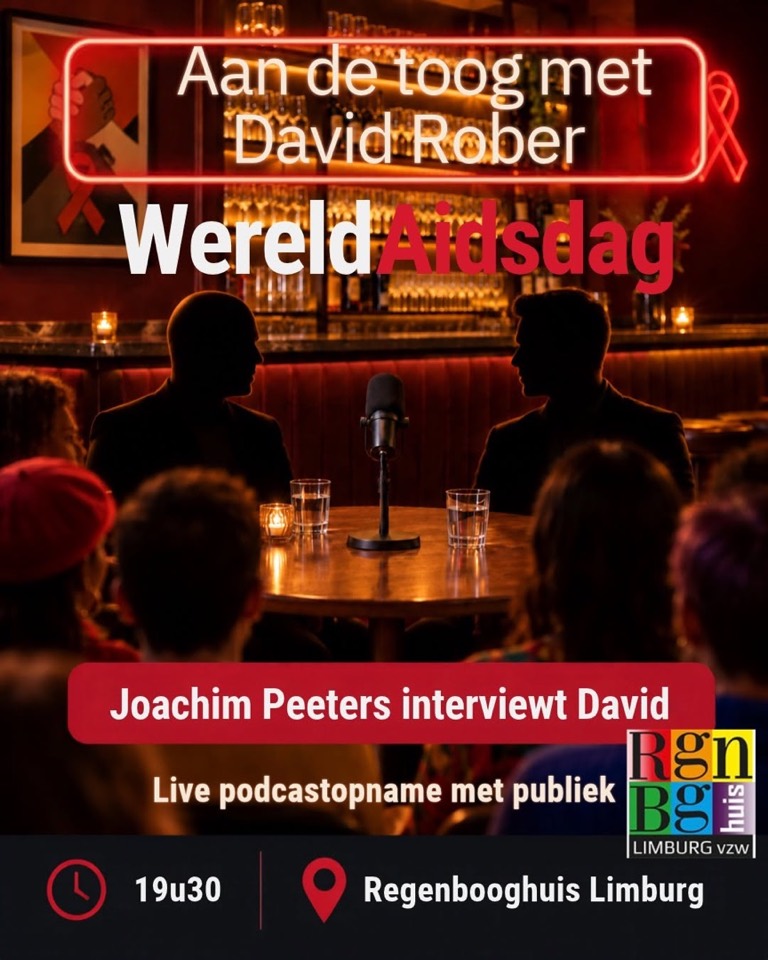 Aan de toog met
David Rober
WereldAidsdag
Joachim Peeters interviewt David
Live podcastopname met publiek
Rgn
Bg huis
LIMBURG vzw
19u30
Regenbooghuis Limburg